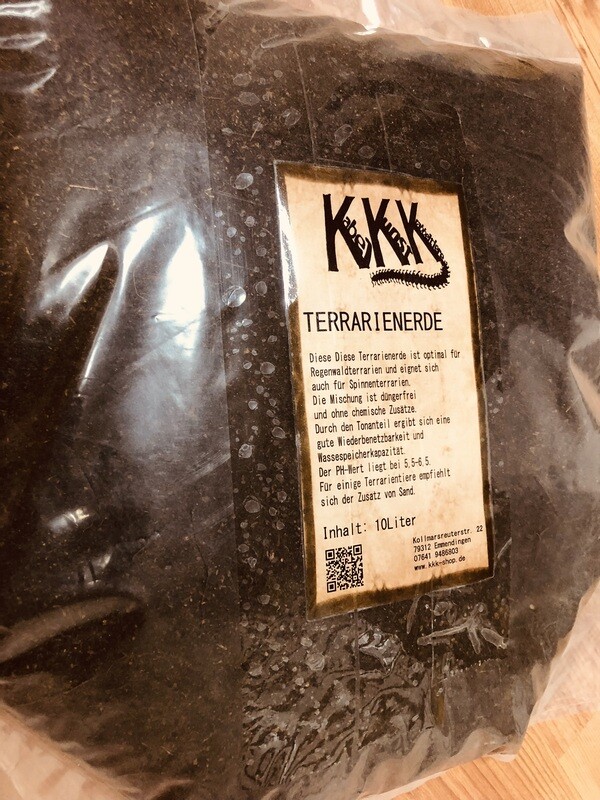 KKK
TERRARIENERDE
Diese Diese Terrarienerde ist optimal für
Regenwaldterrarien und eignet sich
auch für Spinnenterrarien.
Die Mischung ist düngerfrei
und ohne chemische Zusätze.
Durch den Tonanteil ergibt sich eine
gute Wiederbenetzbarkeit und
Wassespeicherkapazität.
Der PH-Wert liegt bei 5,5-6,5.
Für einige Terrarientiere empfiehlt
sich der Zusatz von Sand.
Inhalt: 10Liter
Kollmarsreuterstr. 22
79312 Emmendingen
07641 9486803
www.kkk-shop.de